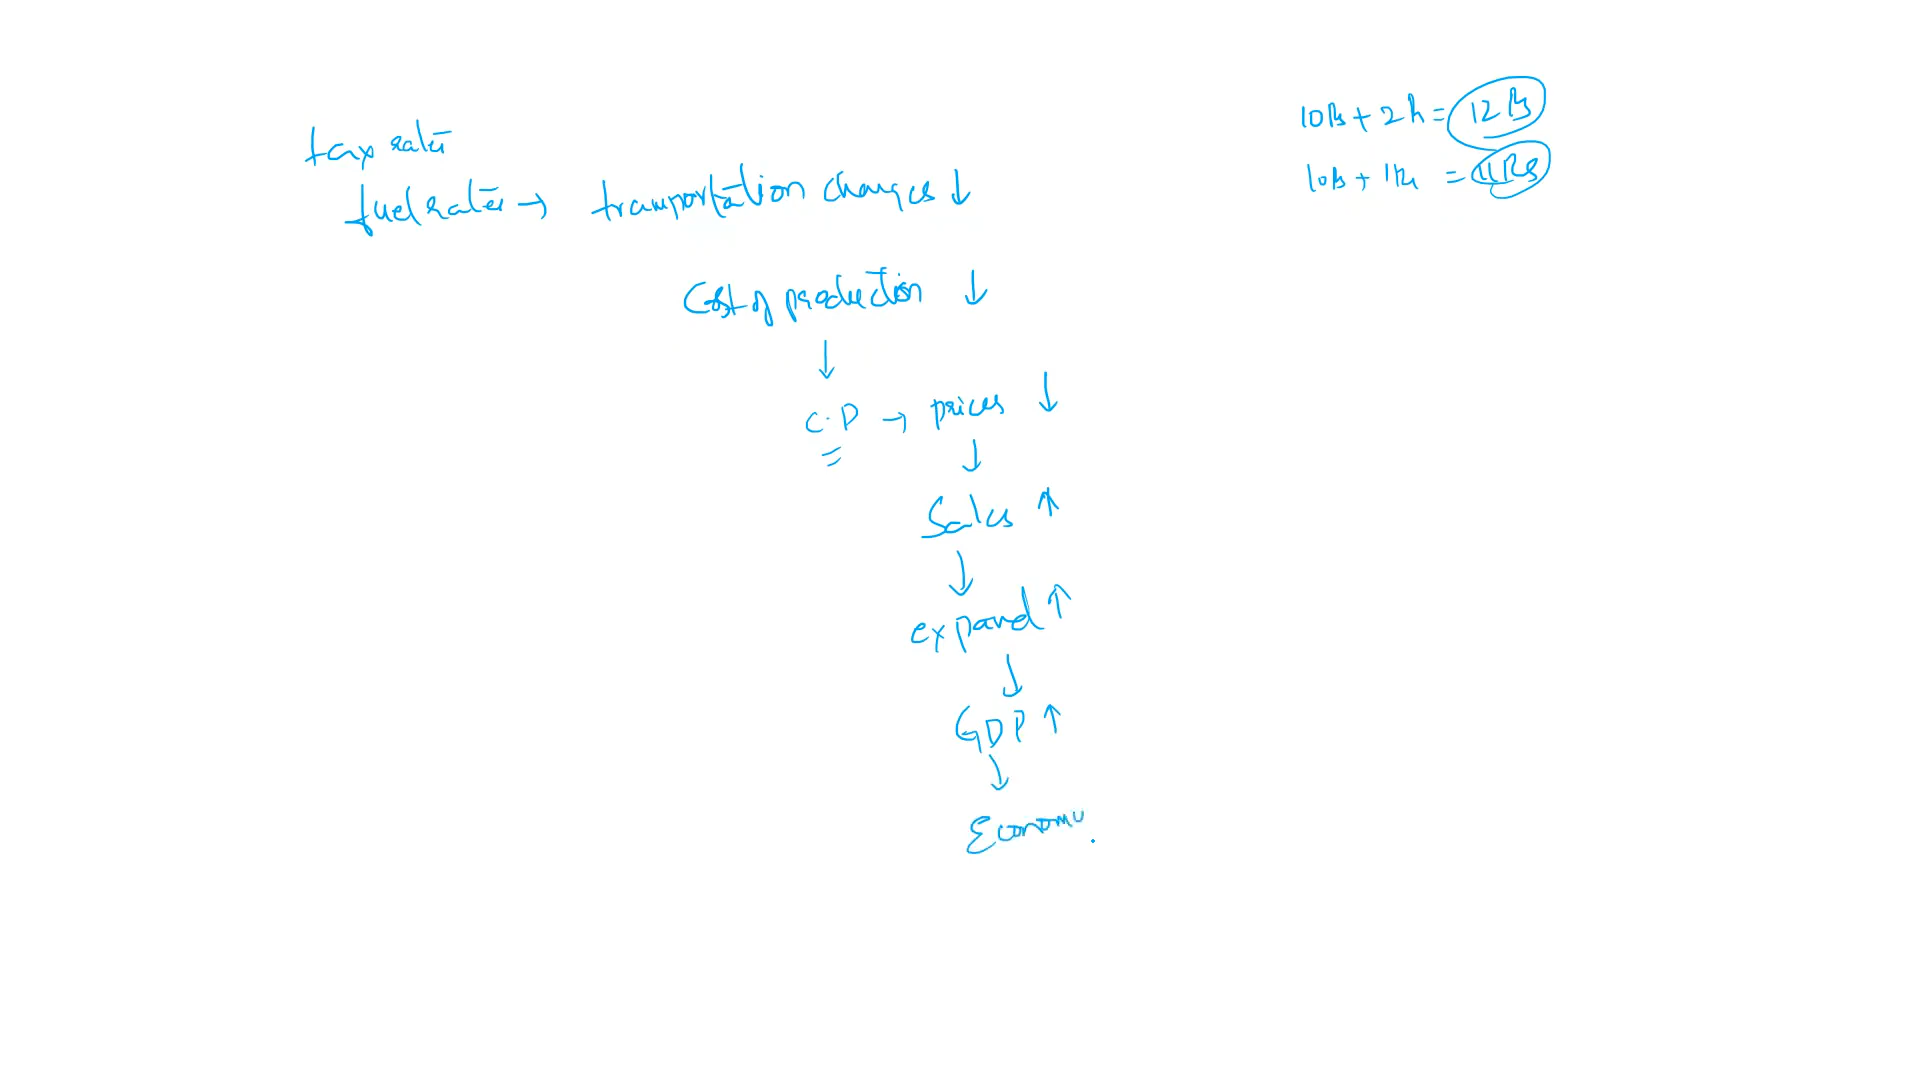 tax rates
fuel rates → transportation charges ↓
Cost of production ↓
↓
C.P → prices ↓
↓
Sales ↑
↓
expand ↑
↓
GDP ↑
↓
Economy
10Rs + 2Rs = 12Rs
10Rs + 1Rs = 11Rs